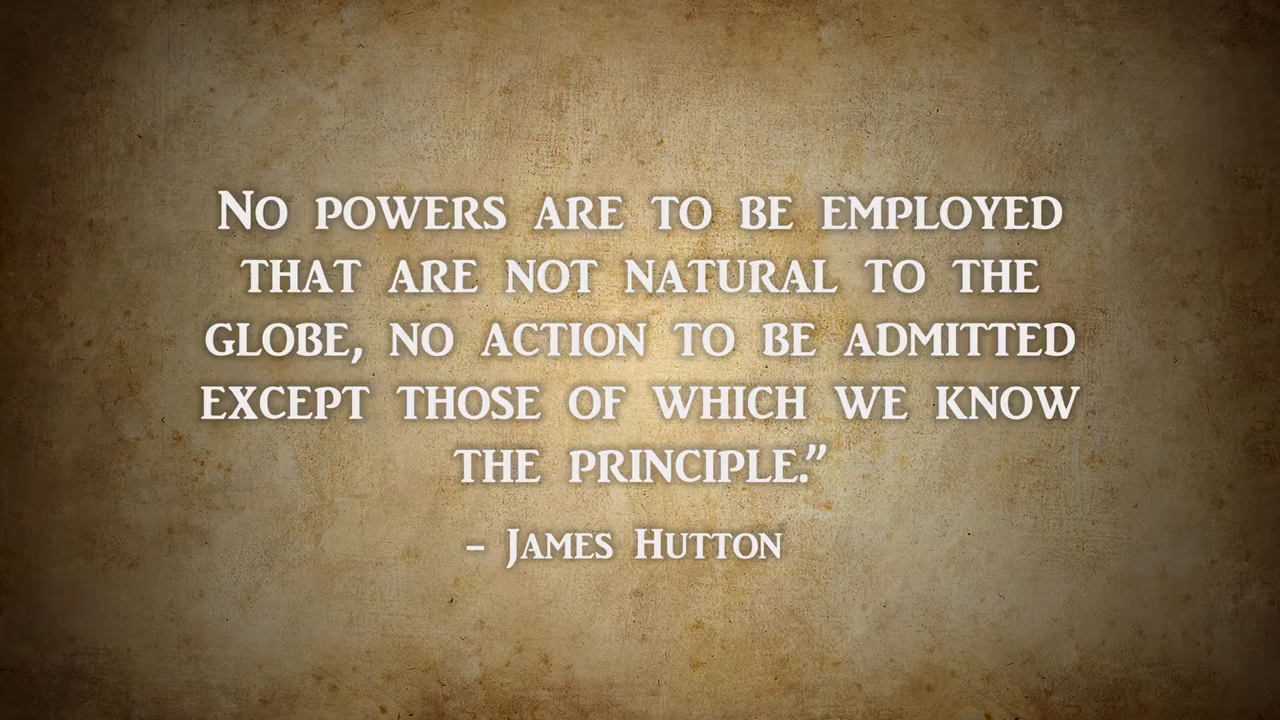 No powers are to be employed
that are not natural to the
globe, no action to be admitted
except those of which we know
the principle.”
– James Hutton